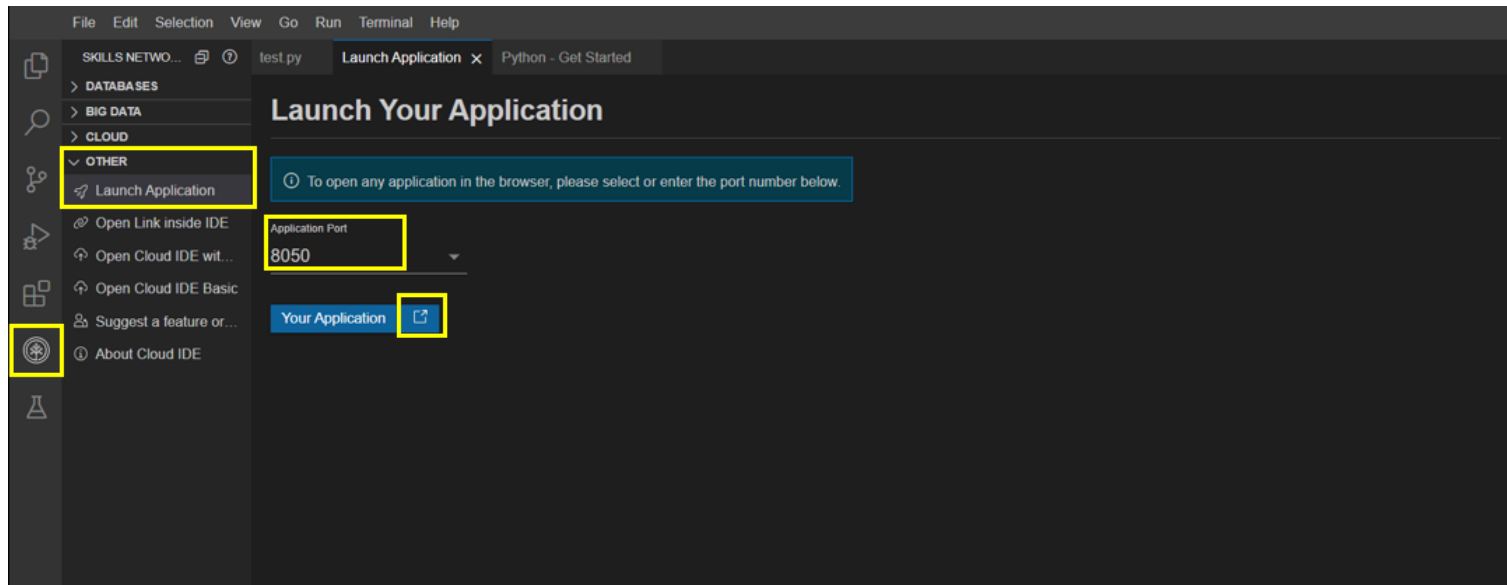 File Edit Selection View Go Run Terminal Help
SKILLS NETWO...
test.py Launch Application Python - Get Started
DATABASES
BIG DATA
CLOUD
OTHER
Launch Application
Open Link inside IDE
Open Cloud IDE wit...
Open Cloud IDE Basic
Suggest a feature or...
About Cloud IDE
Launch Your Application
To open any application in the browser, please select or enter the port number below.
Application Port
8050
Your Application